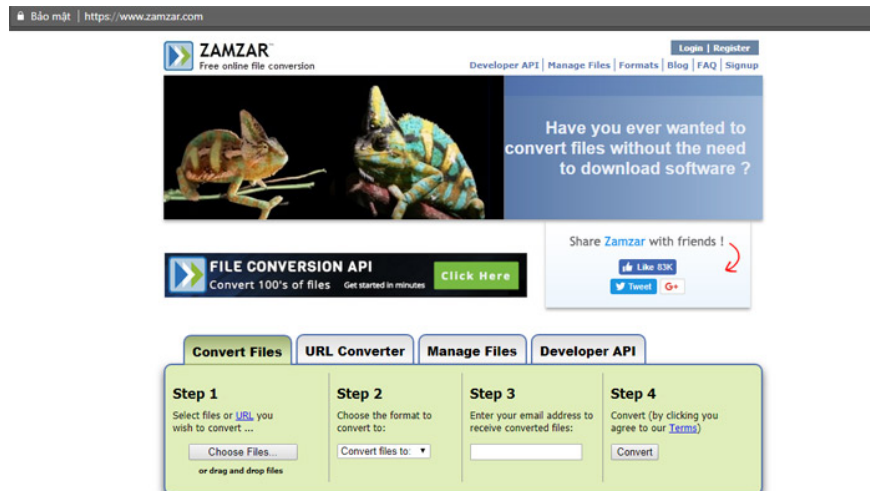 Bảo mật | https://www.zamzar.com
ZAMZAR™
Free online file conversion
Login | Register
Developer API | Manage Files | Formats | Blog | FAQ | Signup
Have you ever wanted to
convert files without the need
to download software ?
Share Zamzar with friends !
Like 83K
Tweet G+
FILE CONVERSION API
Convert 100's of files Get started in minutes
Click Here
Convert Files URL Converter Manage Files Developer API
Step 1
Select files or URL you
wish to convert ...
Choose Files...
or drag and drop files
Step 2
Choose the format to
convert to:
Convert files to:
Step 3
Enter your email address to
receive converted files:
Step 4
Convert (by clicking you
agree to our Terms)
Convert